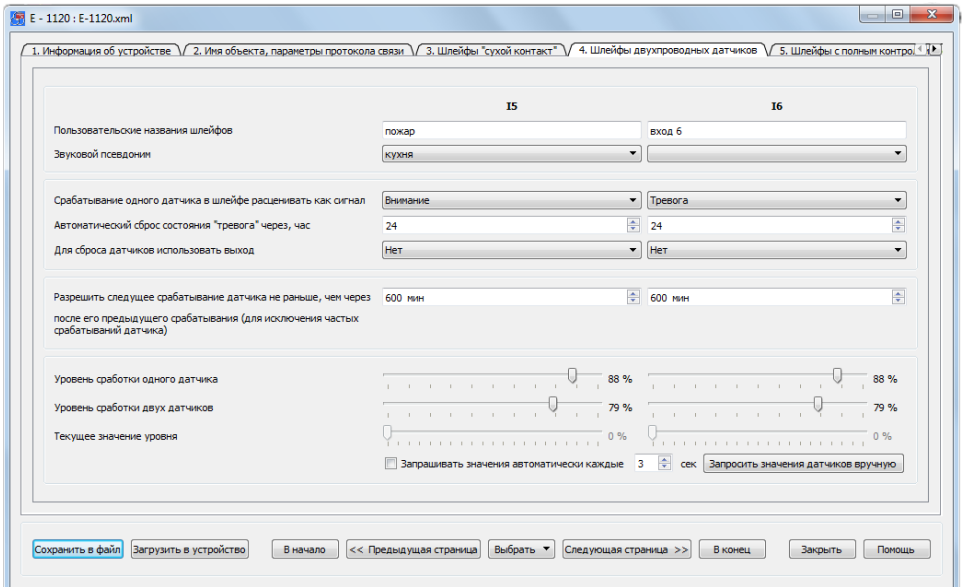 E - 1120 : E-1120.xml
1. Информация об устройстве 2. Имя объекта, параметры протокола связи 3. Шлейфы "сухой контакт" 4. Шлейфы двухпроводных датчиков 5. Шлейфы с полным контро
I5 I6
Пользовательские названия шлейфов пожар вход 6
Звуковой псевдоним кухня
Срабатывание одного датчика в шлейфе расценивать как сигнал Внимание Тревога
Автоматический сброс состояния "тревога" через, час 24 24
Для сброса датчиков использовать выход Нет Нет
Разрешить следущее срабатывание датчика не раньше, чем через 600 мин 600 мин
после его предыдущего срабатывания (для исключения частых
срабатываний датчика)
Уровень сработки одного датчика 88 % 88 %
Уровень сработки двух датчиков 79 % 79 %
Текущее значение уровня 0 % 0 %
Запрашивать значения автоматически каждые 3 сек Запросить значения датчиков вручную
Сохранить в файл Загрузить в устройство В начало << Предыдущая страница Выбрать Следующая страница >> В конец Закрыть Помощь